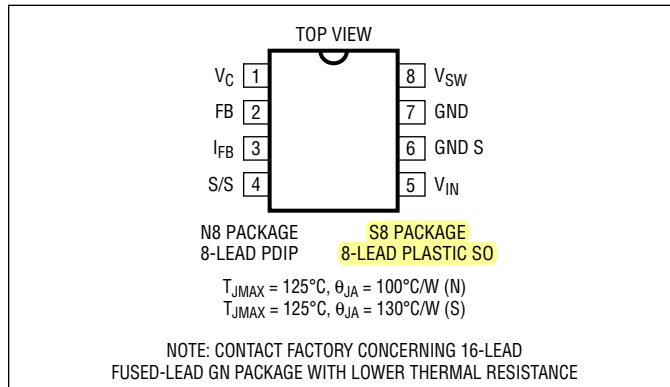 TOP VIEW
VC 1
8 VSW
FB 2
7 GND
IFB 3
6 GND S
S/S 4
5 VIN
N8 PACKAGE
8-LEAD PDIP
S8 PACKAGE
8-LEAD PLASTIC SO
TJMAX = 125°C, θJA = 100°C/W (N)
TJMAX = 125°C, θJA = 130°C/W (S)
NOTE: CONTACT FACTORY CONCERNING 16-LEAD
FUSED-LEAD GN PACKAGE WITH LOWER THERMAL RESISTANCE